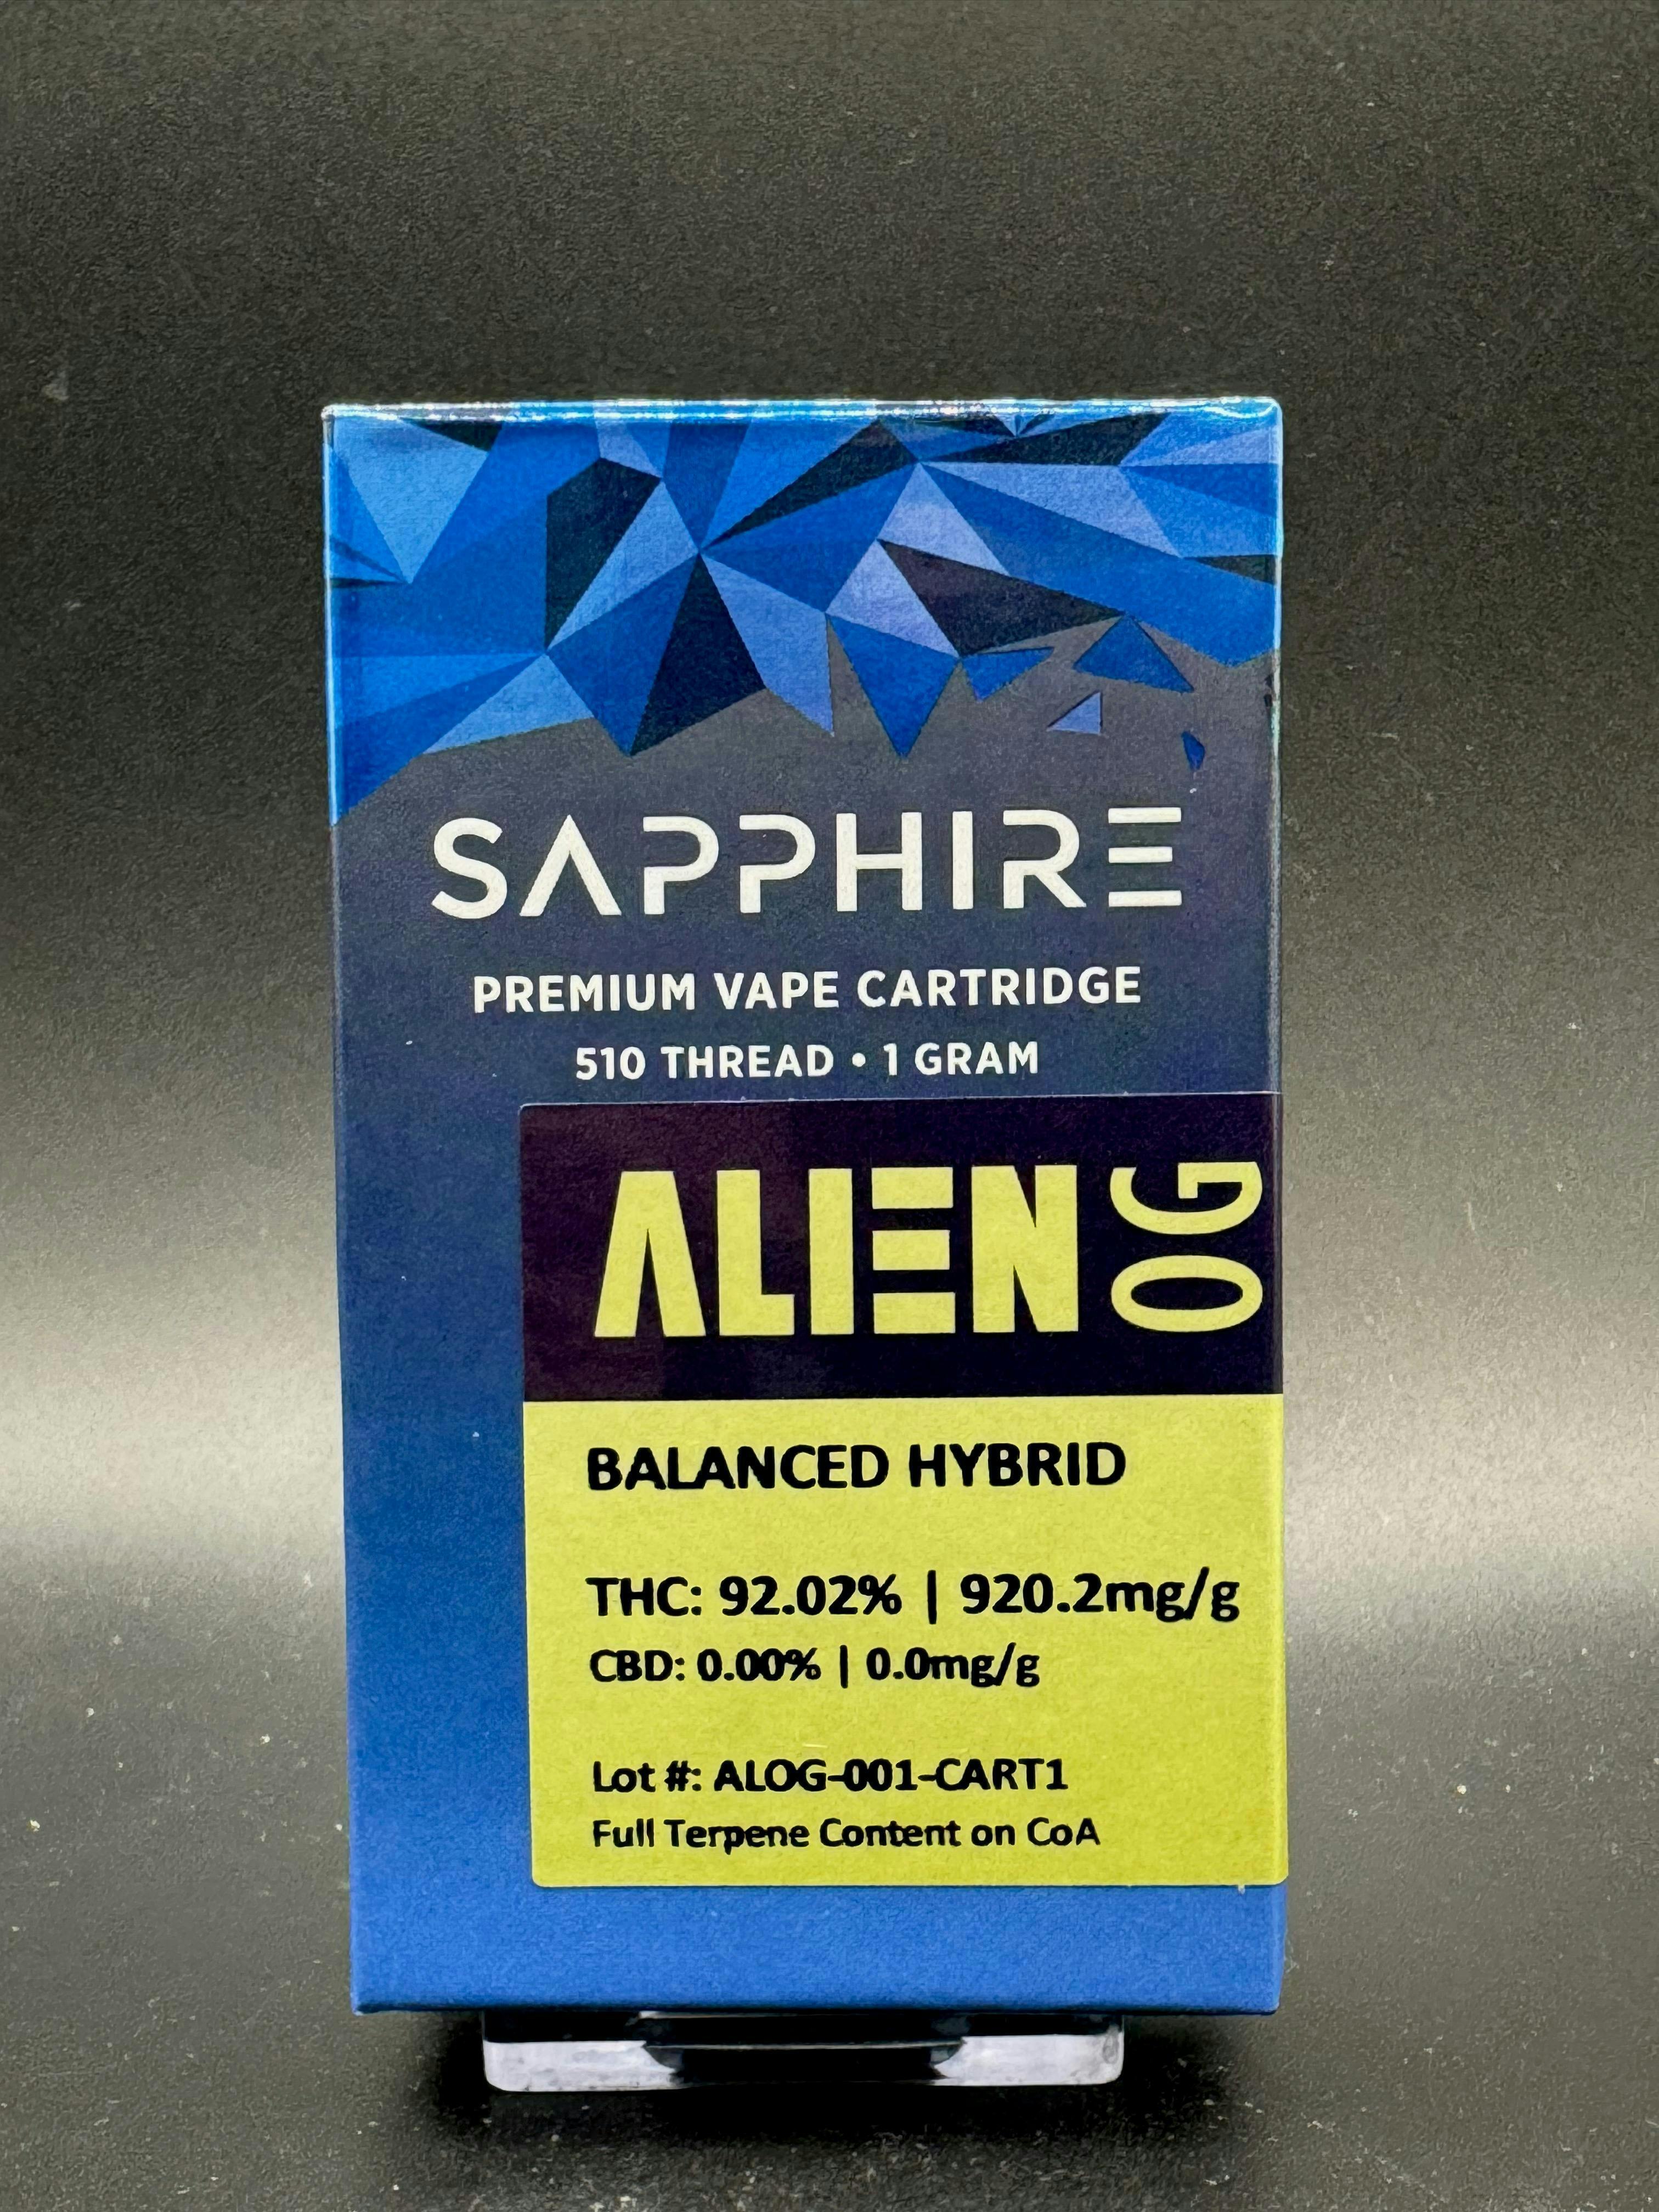 SAPPHIRE
PREMIUM VAPE CARTRIDGE
510 THREAD • 1 GRAM
ALIEN OG
BALANCED HYBRID
THC: 92.02% | 920.2mg/g
CBD: 0.00% | 0.0mg/g
Lot #: ALOG-001-CART1
Full Terpene Content on CoA